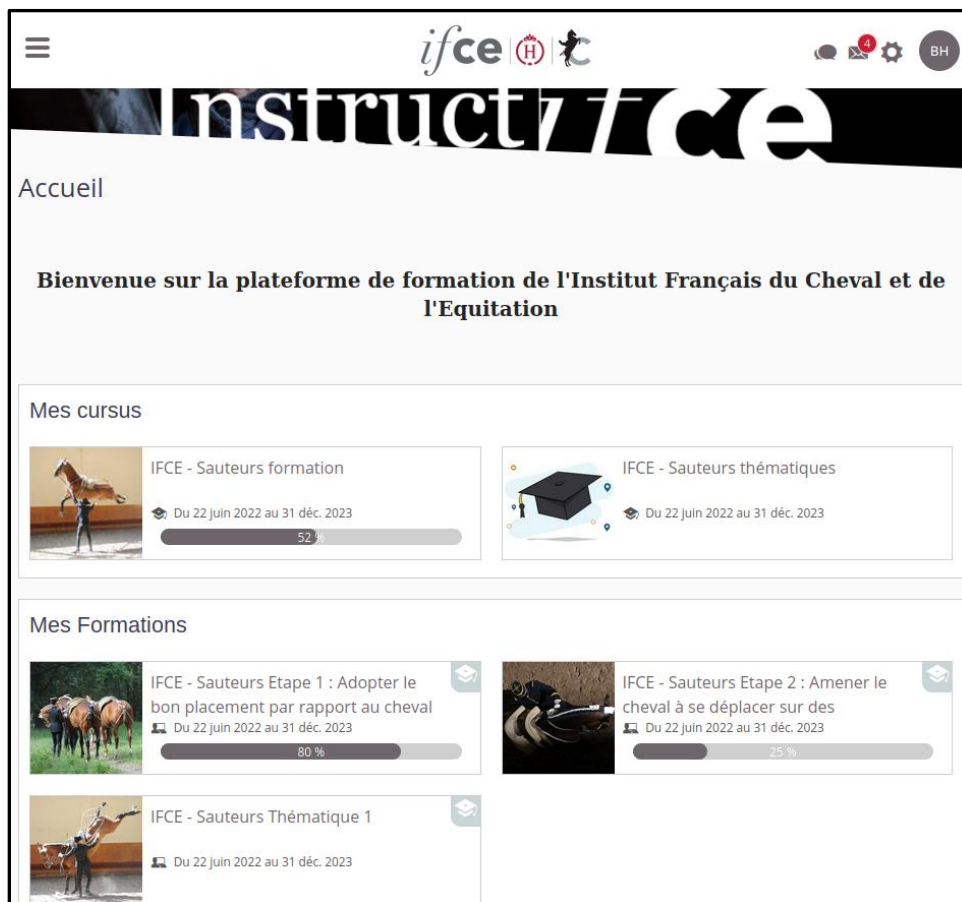 ifce H
4
BH
Instructifce
Accueil
Bienvenue sur la plateforme de formation de l'Institut Français du Cheval et de
l'Equitation
Mes cursus
IFCE - Sauteurs formation
Du 22 juin 2022 au 31 déc. 2023
52 %
IFCE - Sauteurs thématiques
Du 22 juin 2022 au 31 déc. 2023
Mes Formations
IFCE - Sauteurs Etape 1 : Adopter le
bon placement par rapport au cheval
Du 22 juin 2022 au 31 déc. 2023
80 %
IFCE - Sauteurs Etape 2 : Amener le
cheval à se déplacer sur des
Du 22 juin 2022 au 31 déc. 2023
25 %
IFCE - Sauteurs Thématique 1
Du 22 juin 2022 au 31 déc. 2023